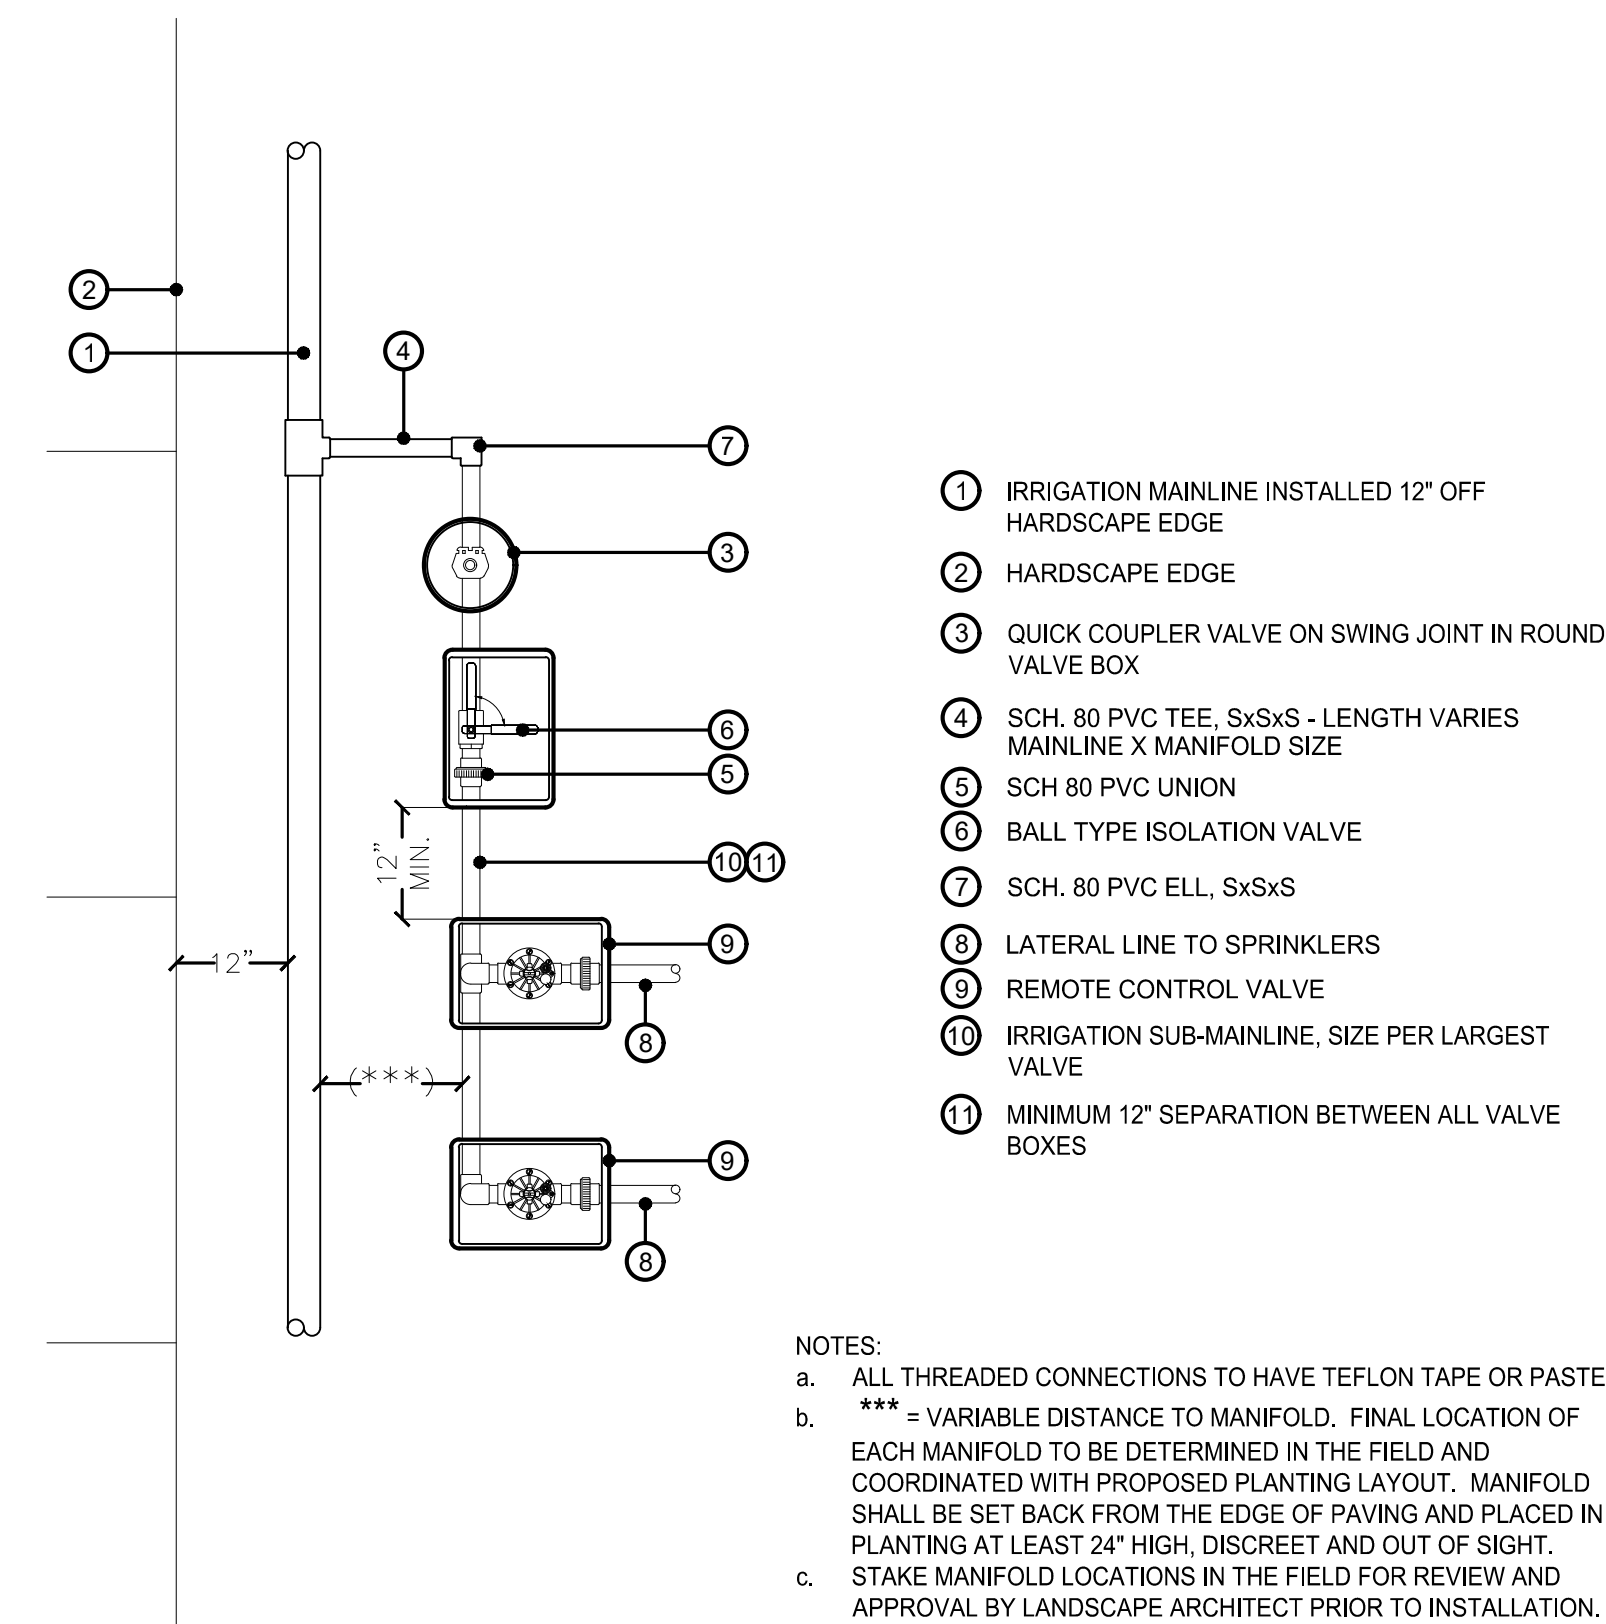 2
1
4
7
3
6
5
12"
MIN.
10 11
9
12"
8
(***)
9
8
1 IRRIGATION MAINLINE INSTALLED 12" OFF
HARDSCAPE EDGE
2 HARDSCAPE EDGE
3 QUICK COUPLER VALVE ON SWING JOINT IN ROUND
VALVE BOX
4 SCH. 80 PVC TEE, SxSxS - LENGTH VARIES
MAINLINE X MANIFOLD SIZE
5 SCH 80 PVC UNION
6 BALL TYPE ISOLATION VALVE
7 SCH. 80 PVC ELL, SxSxS
8 LATERAL LINE TO SPRINKLERS
9 REMOTE CONTROL VALVE
10 IRRIGATION SUB-MAINLINE, SIZE PER LARGEST
VALVE
11 MINIMUM 12" SEPARATION BETWEEN ALL VALVE
BOXES
NOTES:
a. ALL THREADED CONNECTIONS TO HAVE TEFLON TAPE OR PASTE
b. *** = VARIABLE DISTANCE TO MANIFOLD. FINAL LOCATION OF
EACH MANIFOLD TO BE DETERMINED IN THE FIELD AND
COORDINATED WITH PROPOSED PLANTING LAYOUT. MANIFOLD
SHALL BE SET BACK FROM THE EDGE OF PAVING AND PLACED IN
PLANTING AT LEAST 24" HIGH, DISCREET AND OUT OF SIGHT.
c. STAKE MANIFOLD LOCATIONS IN THE FIELD FOR REVIEW AND
APPROVAL BY LANDSCAPE ARCHITECT PRIOR TO INSTALLATION.